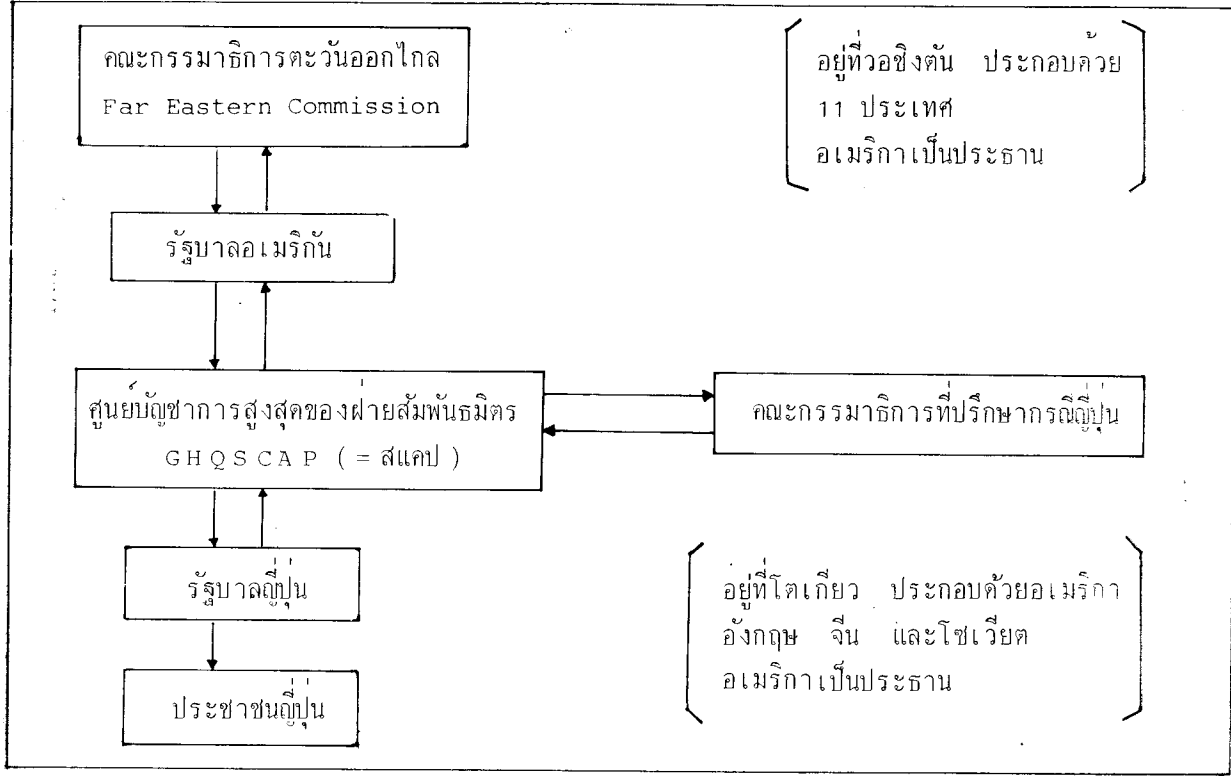 คณะกรรมาธิการตะวันออกไกล
Far Eastern Commission
อยู่ที่วอชิงตัน ประกอบด้วย
11 ประเทศ
อเมริกาเป็นประธาน
รัฐบาลอเมริกัน
ศูนย์บัญชาการสูงสุดของฝ่ายสัมพันธมิตร
GHQSCAP (= สแคป )
คณะกรรมาธิการที่ปรึกษากรณีญี่ปุ่น
รัฐบาลญี่ปุ่น
ประชาชนญี่ปุ่น
อยู่ที่โตเกียว ประกอบด้วยอเมริกา
อังกฤษ จีน และโซเวียต
อเมริกาเป็นประธาน